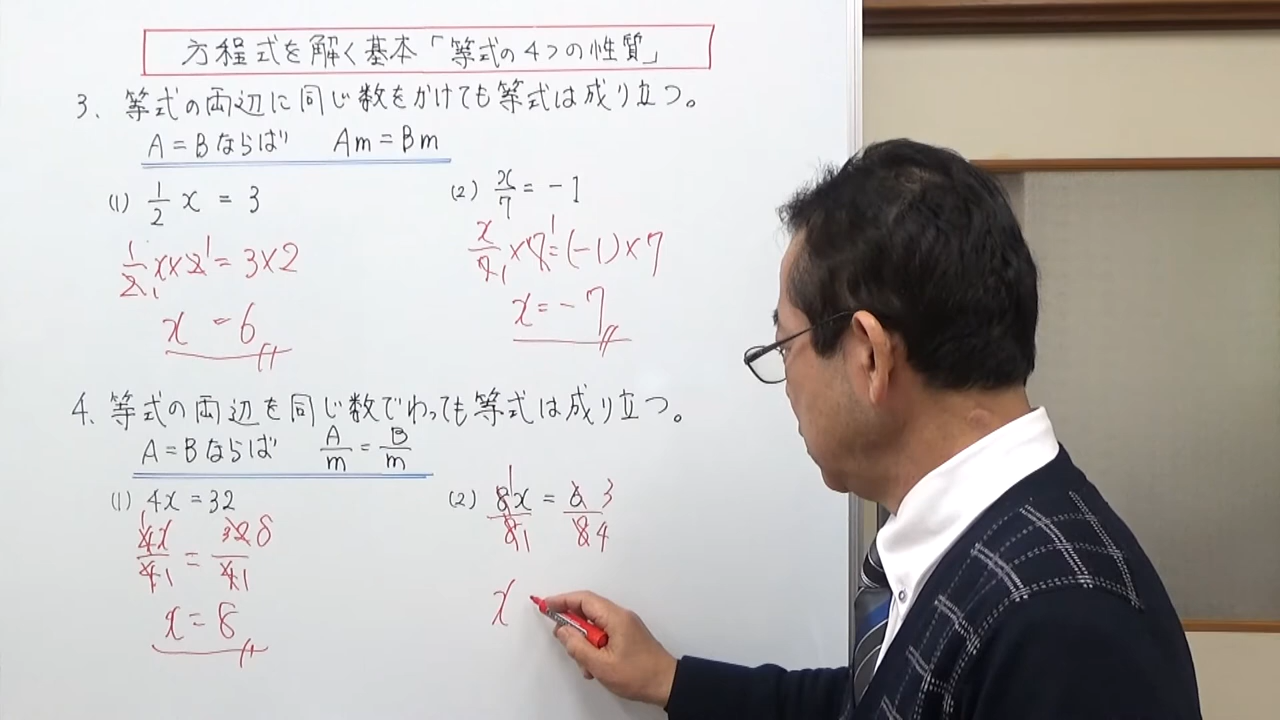 方程式を解く基本「等式の4つの性質」
3. 等式の両辺に同じ数をかけても等式は成り立つ。
A=Bならば Am=Bm
(1) 1/2 x = 3
1/2 x×2 = 3×2
x = 6
(2) x/7 = -1
x/7 ×7 = (-1)×7
x = -7
4. 等式の両辺を同じ数でわっても等式は成り立つ。
A=Bならば A/m = B/m
(1) 4x = 32
4x/4 = 32/4 8
x = 8
(2) 8x/8 = 6/8 3/4
x